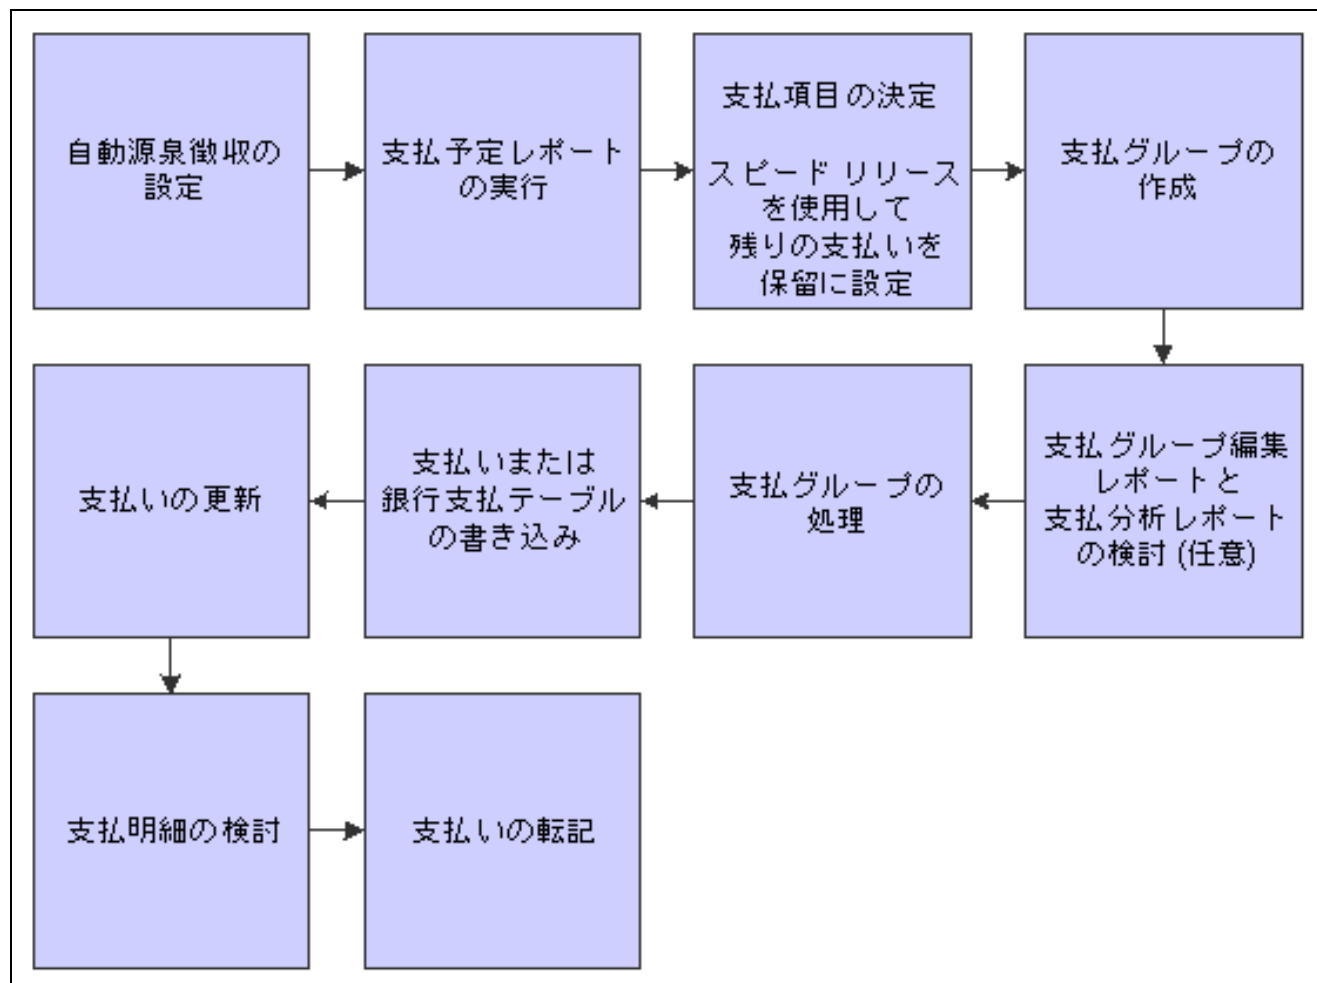 自動源泉徴収の
設定
支払予定レポート
の実行
支払項目の決定
スピード リリース
を使用して
残りの支払いを
保留に設定
支払グループの
作成
支払グループ編集
レポートと
支払分析レポート
の検討 (任意)
支払グループの
処理
支払いまたは
銀行支払テーブル
の書き込み
支払いの更新
支払明細の検討
支払いの転記